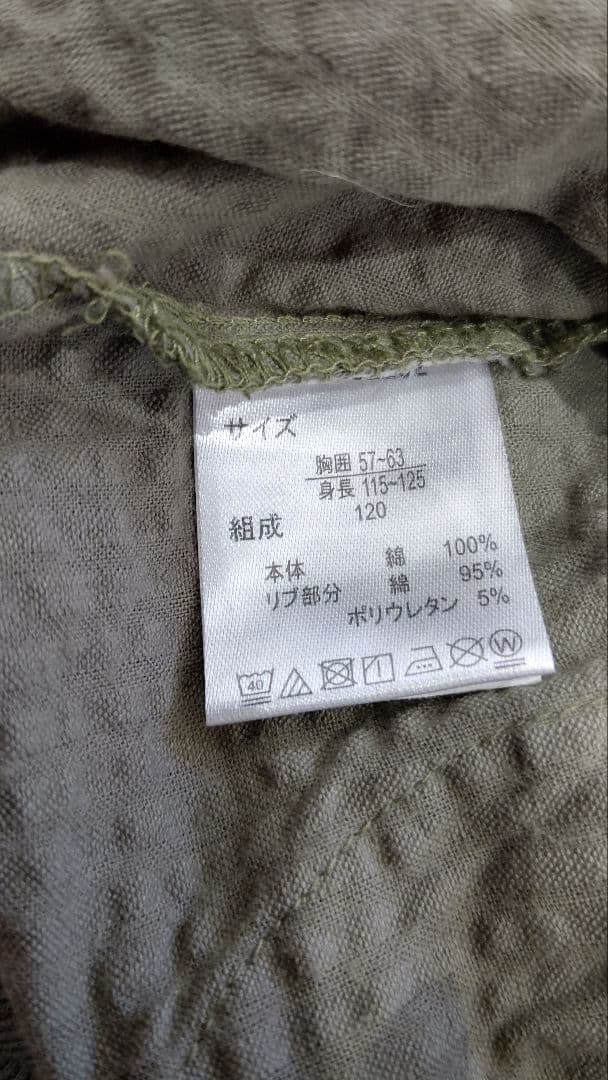 サイズ
胸囲 57~63
身長 115~125
120
組成
本体 綿 100%
リブ部分 綿 95%
ポリウレタン 5%
40
W